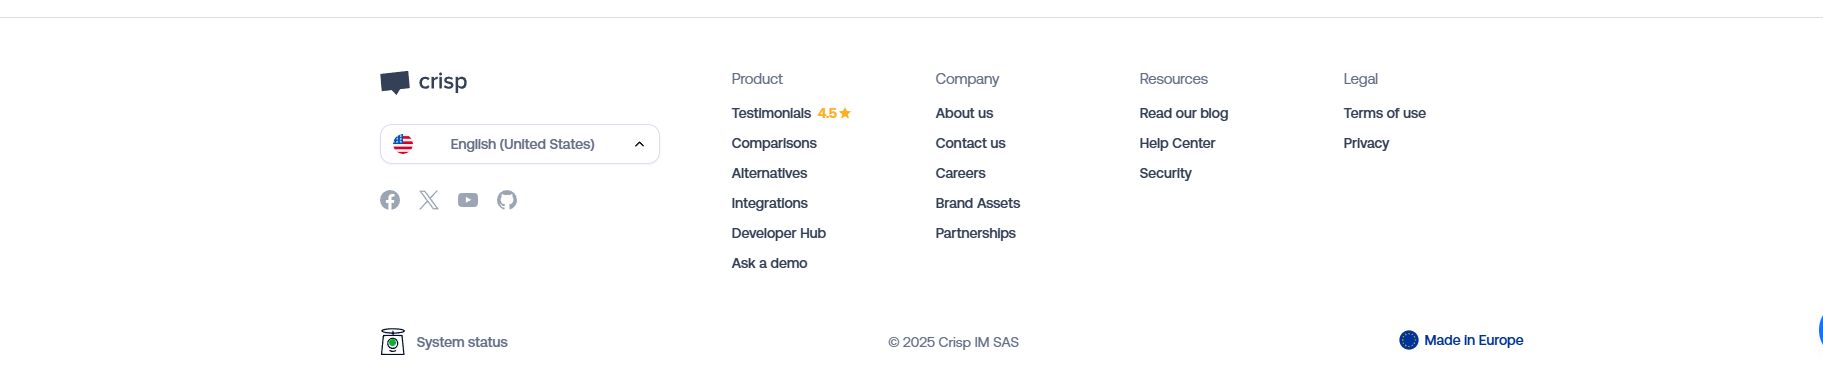 crisp
English (United States)
Product
Testimonials 4.5★
Comparisons
Alternatives
Integrations
Developer Hub
Ask a demo
Company
About us
Contact us
Careers
Brand Assets
Partnerships
Resources
Read our blog
Help Center
Security
Legal
Terms of use
Privacy
System status
© 2025 Crisp IM SAS
Made in Europe